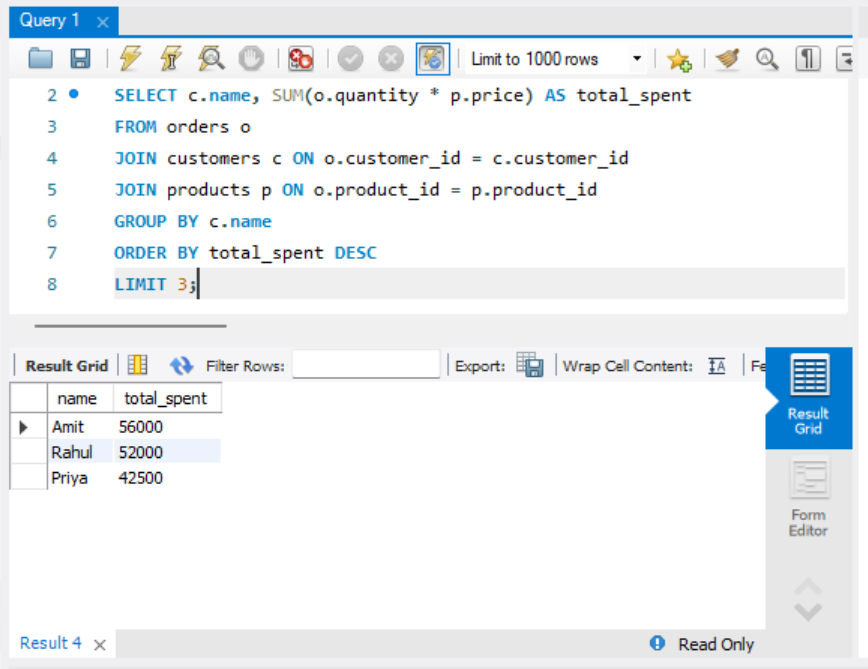 Query 1 ×
Limit to 1000 rows
2 SELECT c.name, SUM(o.quantity * p.price) AS total_spent
3 FROM orders o
4 JOIN customers c ON o.customer_id = c.customer_id
5 JOIN products p ON o.product_id = p.product_id
6 GROUP BY c.name
7 ORDER BY total_spent DESC
8 LIMIT 3;
Result Grid Filter Rows: Export: Wrap Cell Content: Fe
name total_spent
Amit 56000
Rahul 52000
Priya 42500
Result
Grid
Form
Editor
Result 4 × Read Only